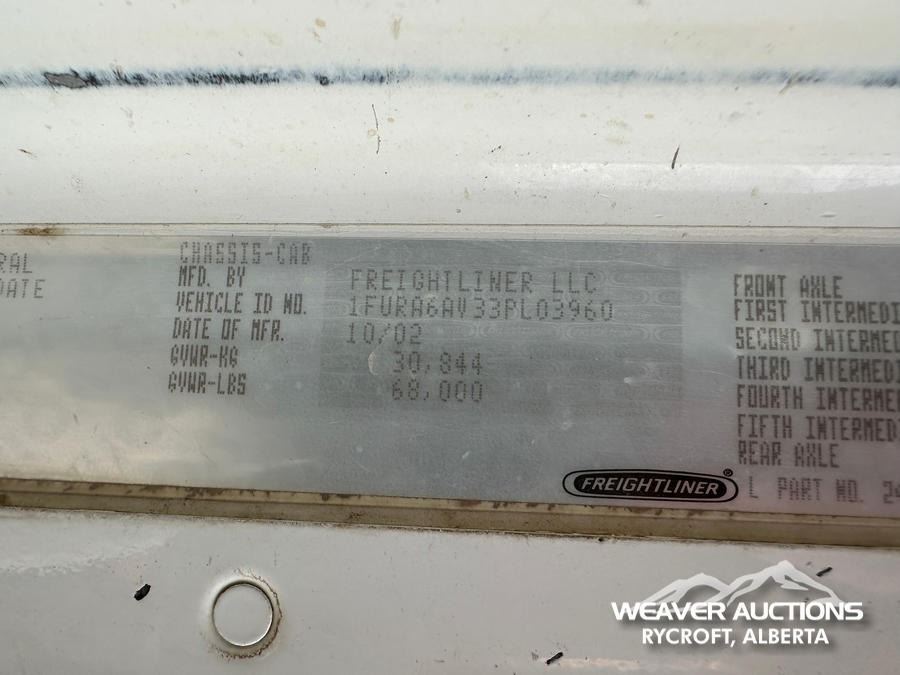 RAL
DATE
CHASSIS-CAB
MFD. BY FREIGHTLINER LLC
VEHICLE ID NO. 1FVRA6AV33PL03960
DATE OF MFR. 10/02
GVWR-KG 30,844
GVWR-LBS 68,000
FRONT AXLE
FIRST INTERMEDI
SECOND INTERMED
THIRD INTERMEDI
FOURTH INTERME
FIFTH INTERMED
REAR AXLE
FREIGHTLINER ® L PART NO. 24
WEAVER AUCTIONS
RYCROFT, ALBERTA